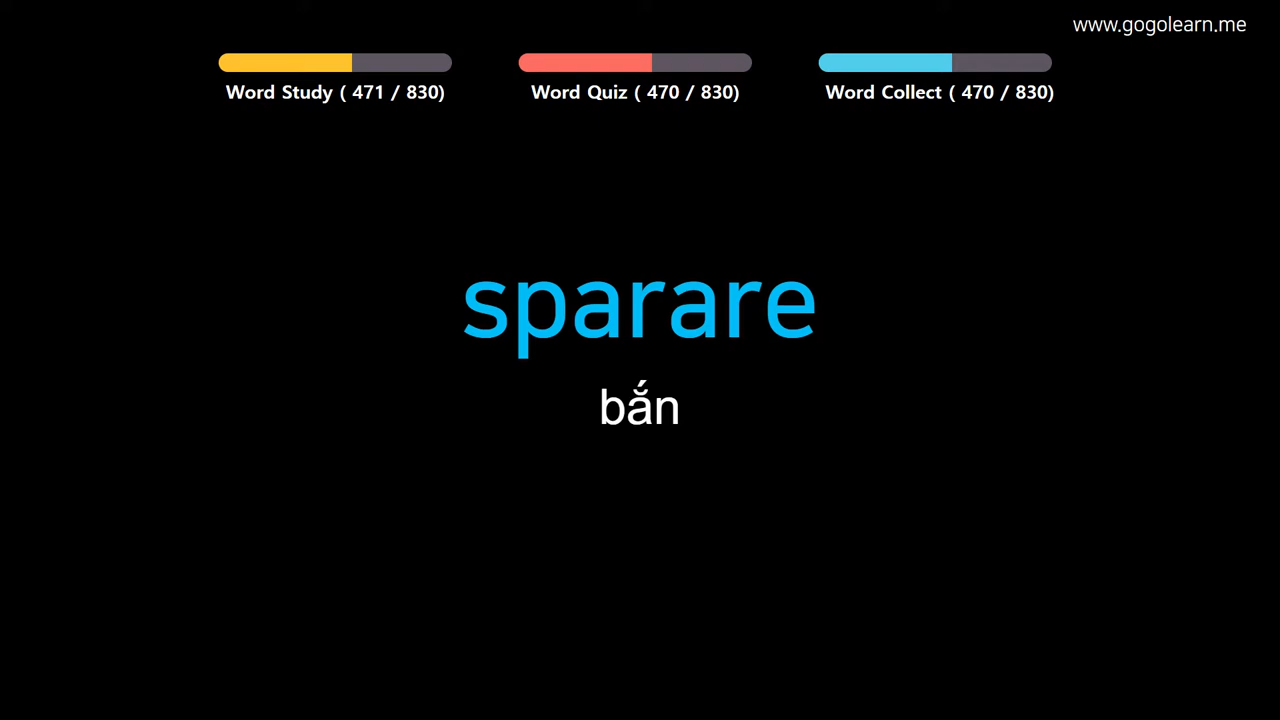 www.gogolearn.me
Word Study ( 471 / 830)
Word Quiz ( 470 / 830)
Word Collect ( 470 / 830)
sparare
bắn